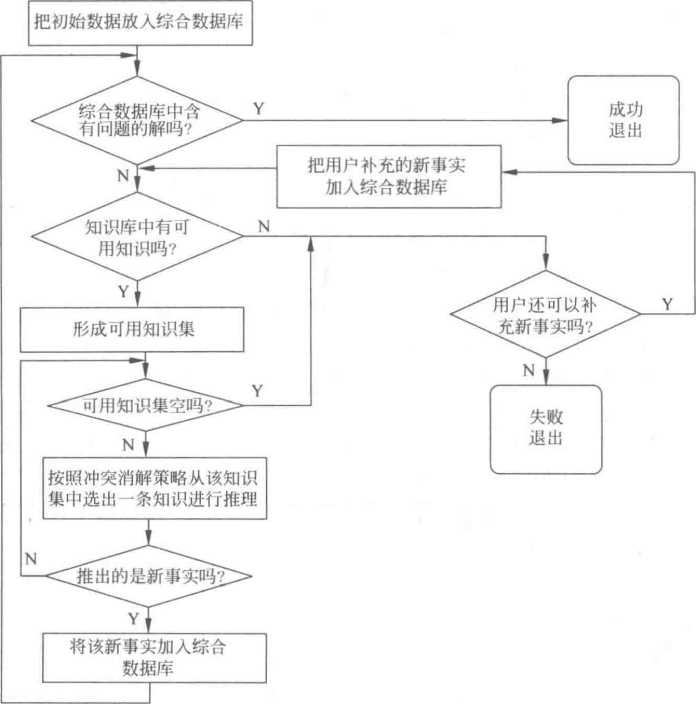 把初始数据放入综合数据库
综合数据库中含
有问题的解吗?
Y
成功
退出
N
把用户补充的新事实
加入综合数据库
知识库中有可
用知识吗?
N
Y
用户还可以补
充新事实吗?
Y
N
失败
退出
形成可用知识集
可用知识集空吗?
Y
N
按照冲突消解策略从该知识
集中选出一条知识进行推理
N
推出的是新事实吗?
Y
将该新事实加入综合
数据库